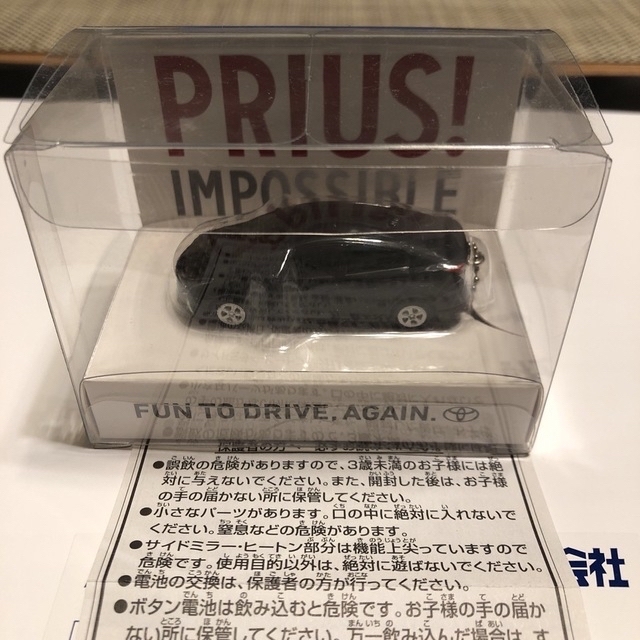 PRIUS!
IMPOSSIBLE
FUN TO DRIVE, AGAIN.
●誤飲の危険がありますので、3歳未満のお子様には絶
対に与えないでください。また、開封した後は、お子様
の手の届かない所に保管してください。
●小さなパーツがあります。口の中に絶対に入れないで
ください。窒息などの危険があります。
●サイドミラー・ヒートン部分は機能上尖っていますので
危険です。使用目的以外は、絶対に遊ばないでください。
●電池の交換は、保護者の方が行ってください。
●ボタン電池は飲み込むと危険です。お子様の手の届か
ない所に保管してください。万一飲み込んだ場合は、す
会社